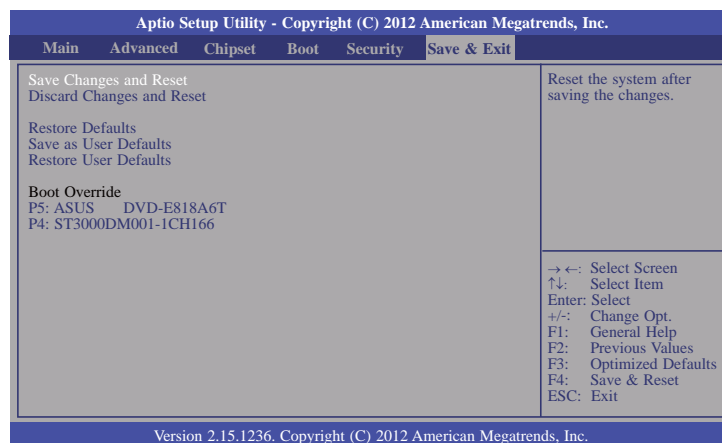 Aptio Setup Utility - Copyright (C) 2012 American Megatrends, Inc.
Main Advanced Chipset Boot Security Save & Exit
Save Changes and Reset
Discard Changes and Reset
Restore Defaults
Save as User Defaults
Restore User Defaults
Boot Override
P5: ASUS DVD-E818A6T
P4: ST3000DM001-1CH166
Reset the system after
saving the changes.
→ ←: Select Screen
↑↓: Select Item
Enter: Select
+/-: Change Opt.
F1: General Help
F2: Previous Values
F3: Optimized Defaults
F4: Save & Reset
ESC: Exit
Version 2.15.1236. Copyright (C) 2012 American Megatrends, Inc.